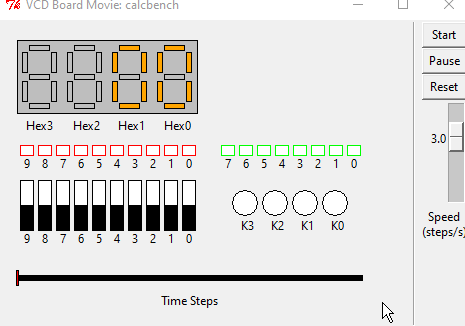 VCD Board Movie: calcbench
Start
Pause
Reset
00
Hex3 Hex2 Hex1 Hex0
9 8 7 6 5 4 3 2 1 0
7 6 5 4 3 2 1 0
3.0
9 8 7 6 5 4 3 2 1 0
K3 K2 K1 K0
Speed
(steps/s)
Time Steps